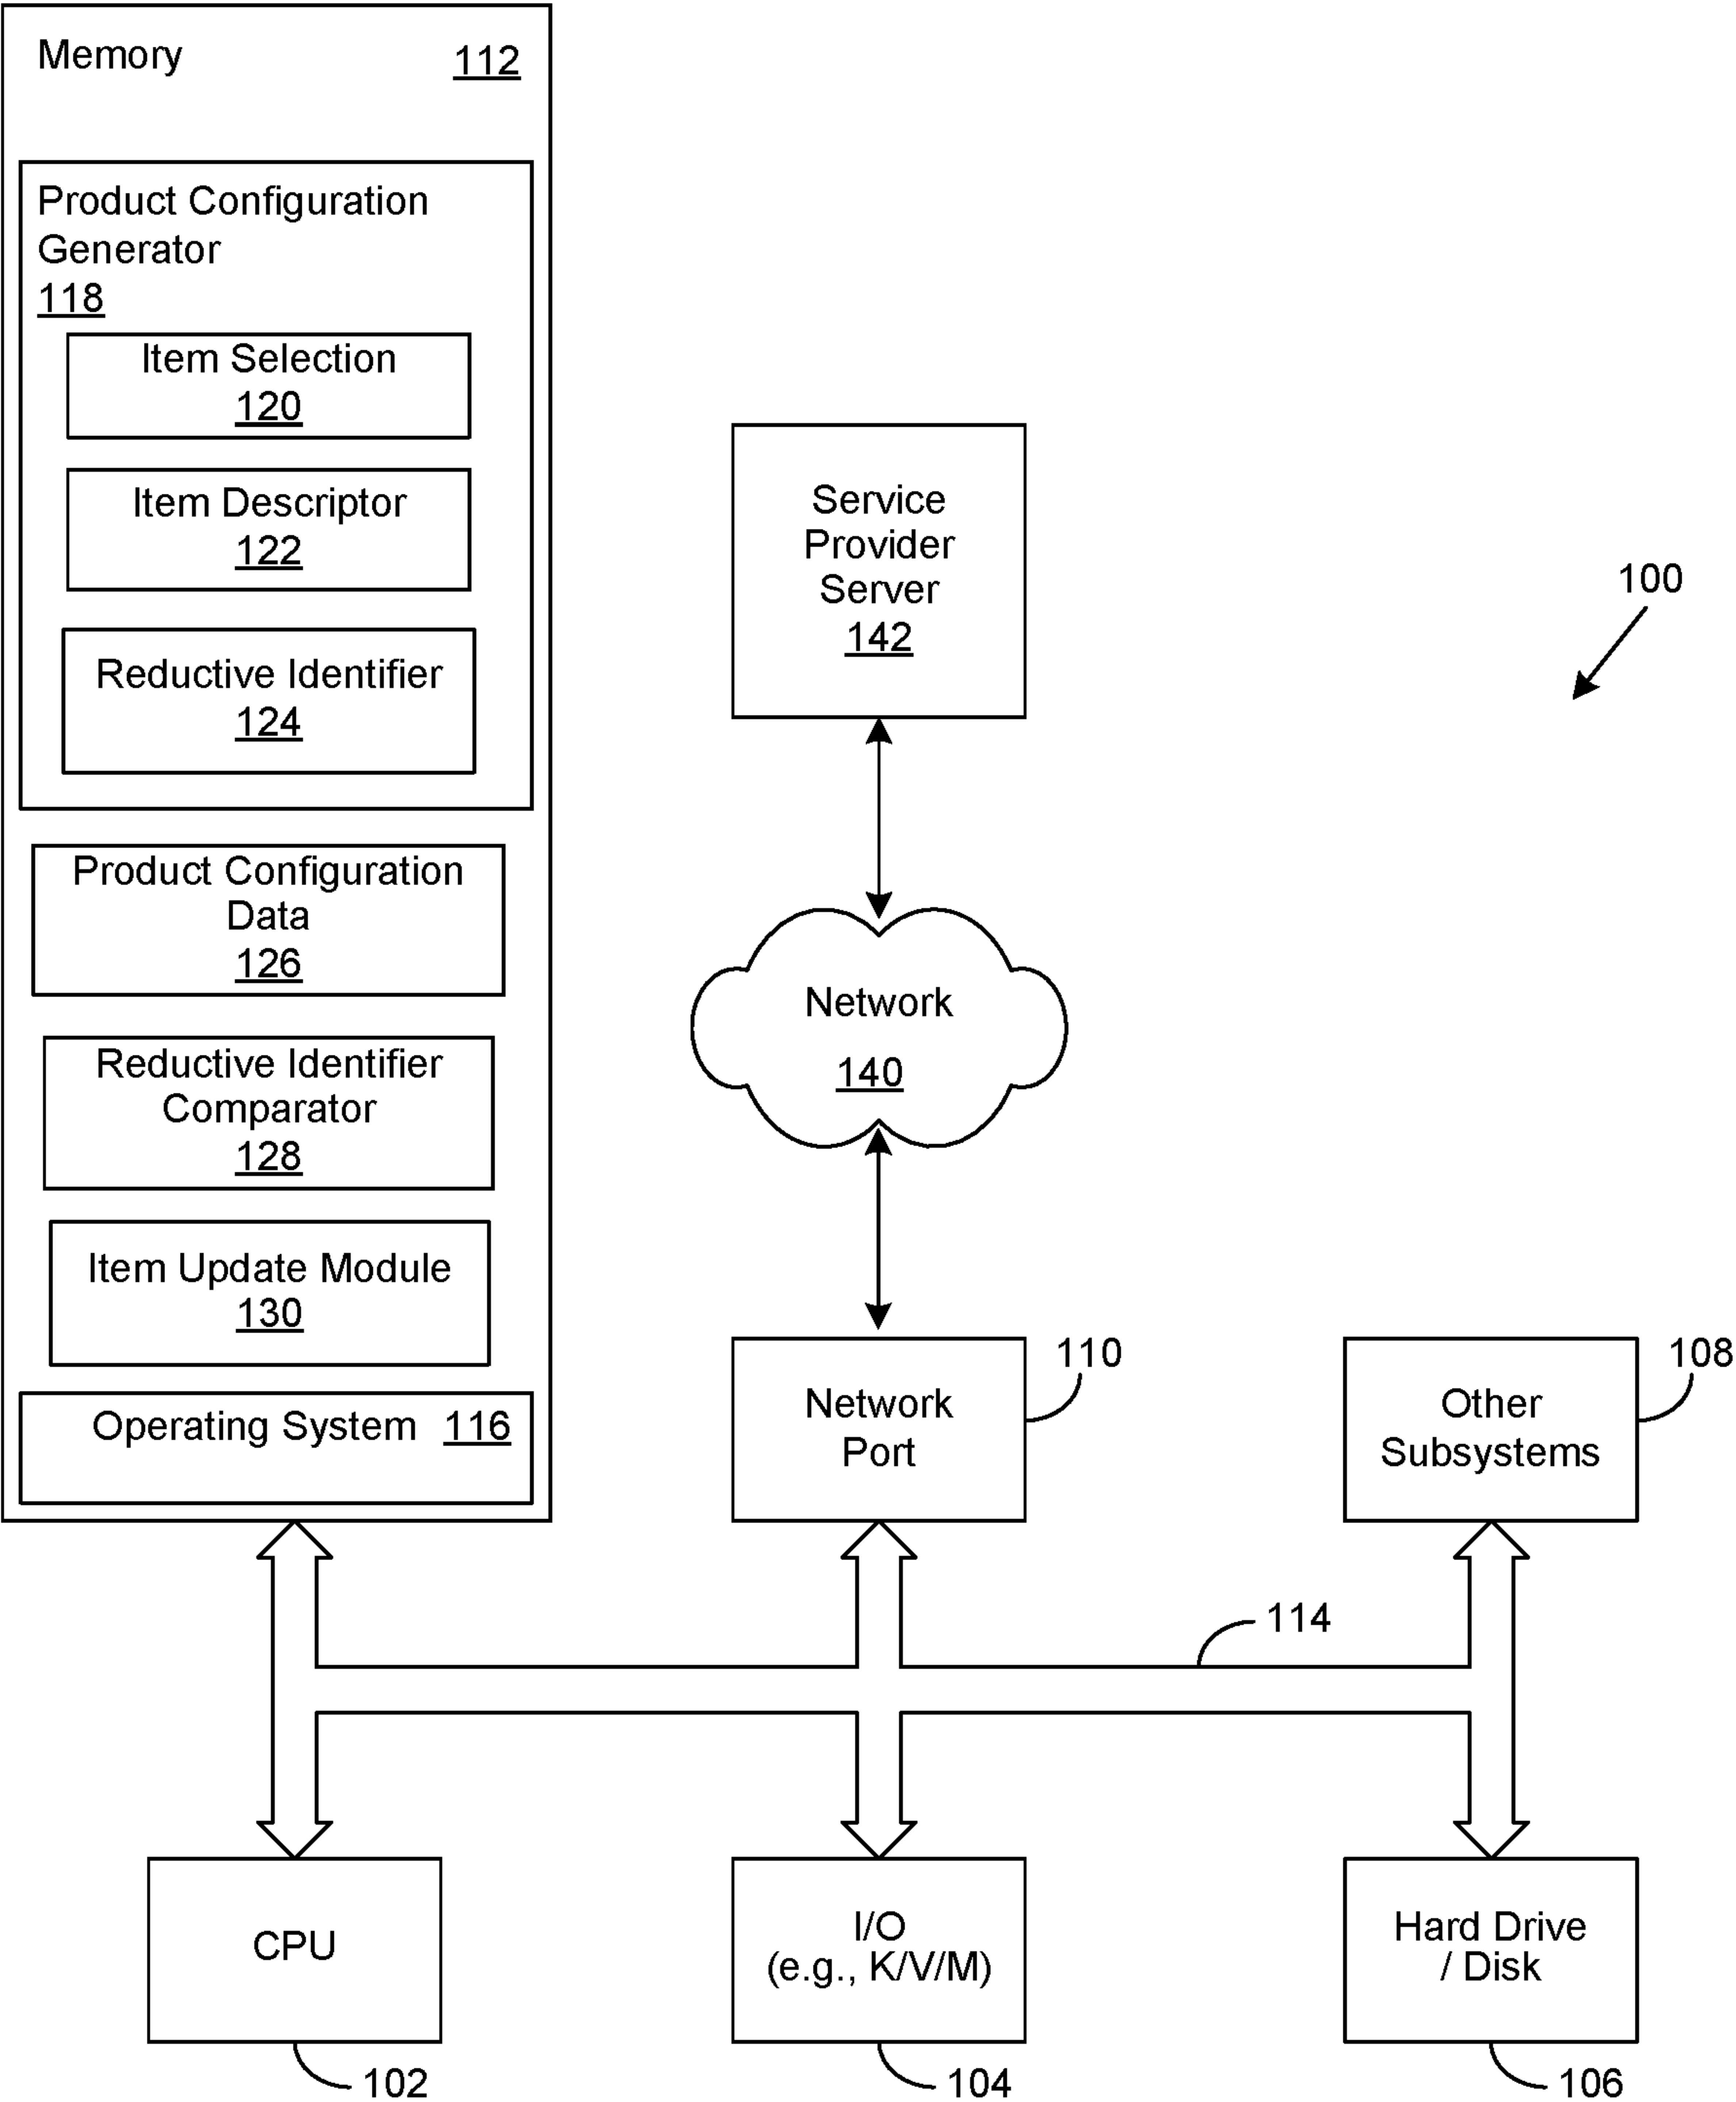 Memory 112
Product Configuration
Generator
118
Item Selection
120
Item Descriptor
122
Reductive Identifier
124
Product Configuration
Data
126
Reductive Identifier
Comparator
128
Item Update Module
130
Operating System 116
Service
Provider
Server
142
100
Network
140
Network
Port
110
Other
Subsystems
108
114
CPU
102
I/O
(e.g., K/V/M)
104
Hard Drive
/ Disk
106